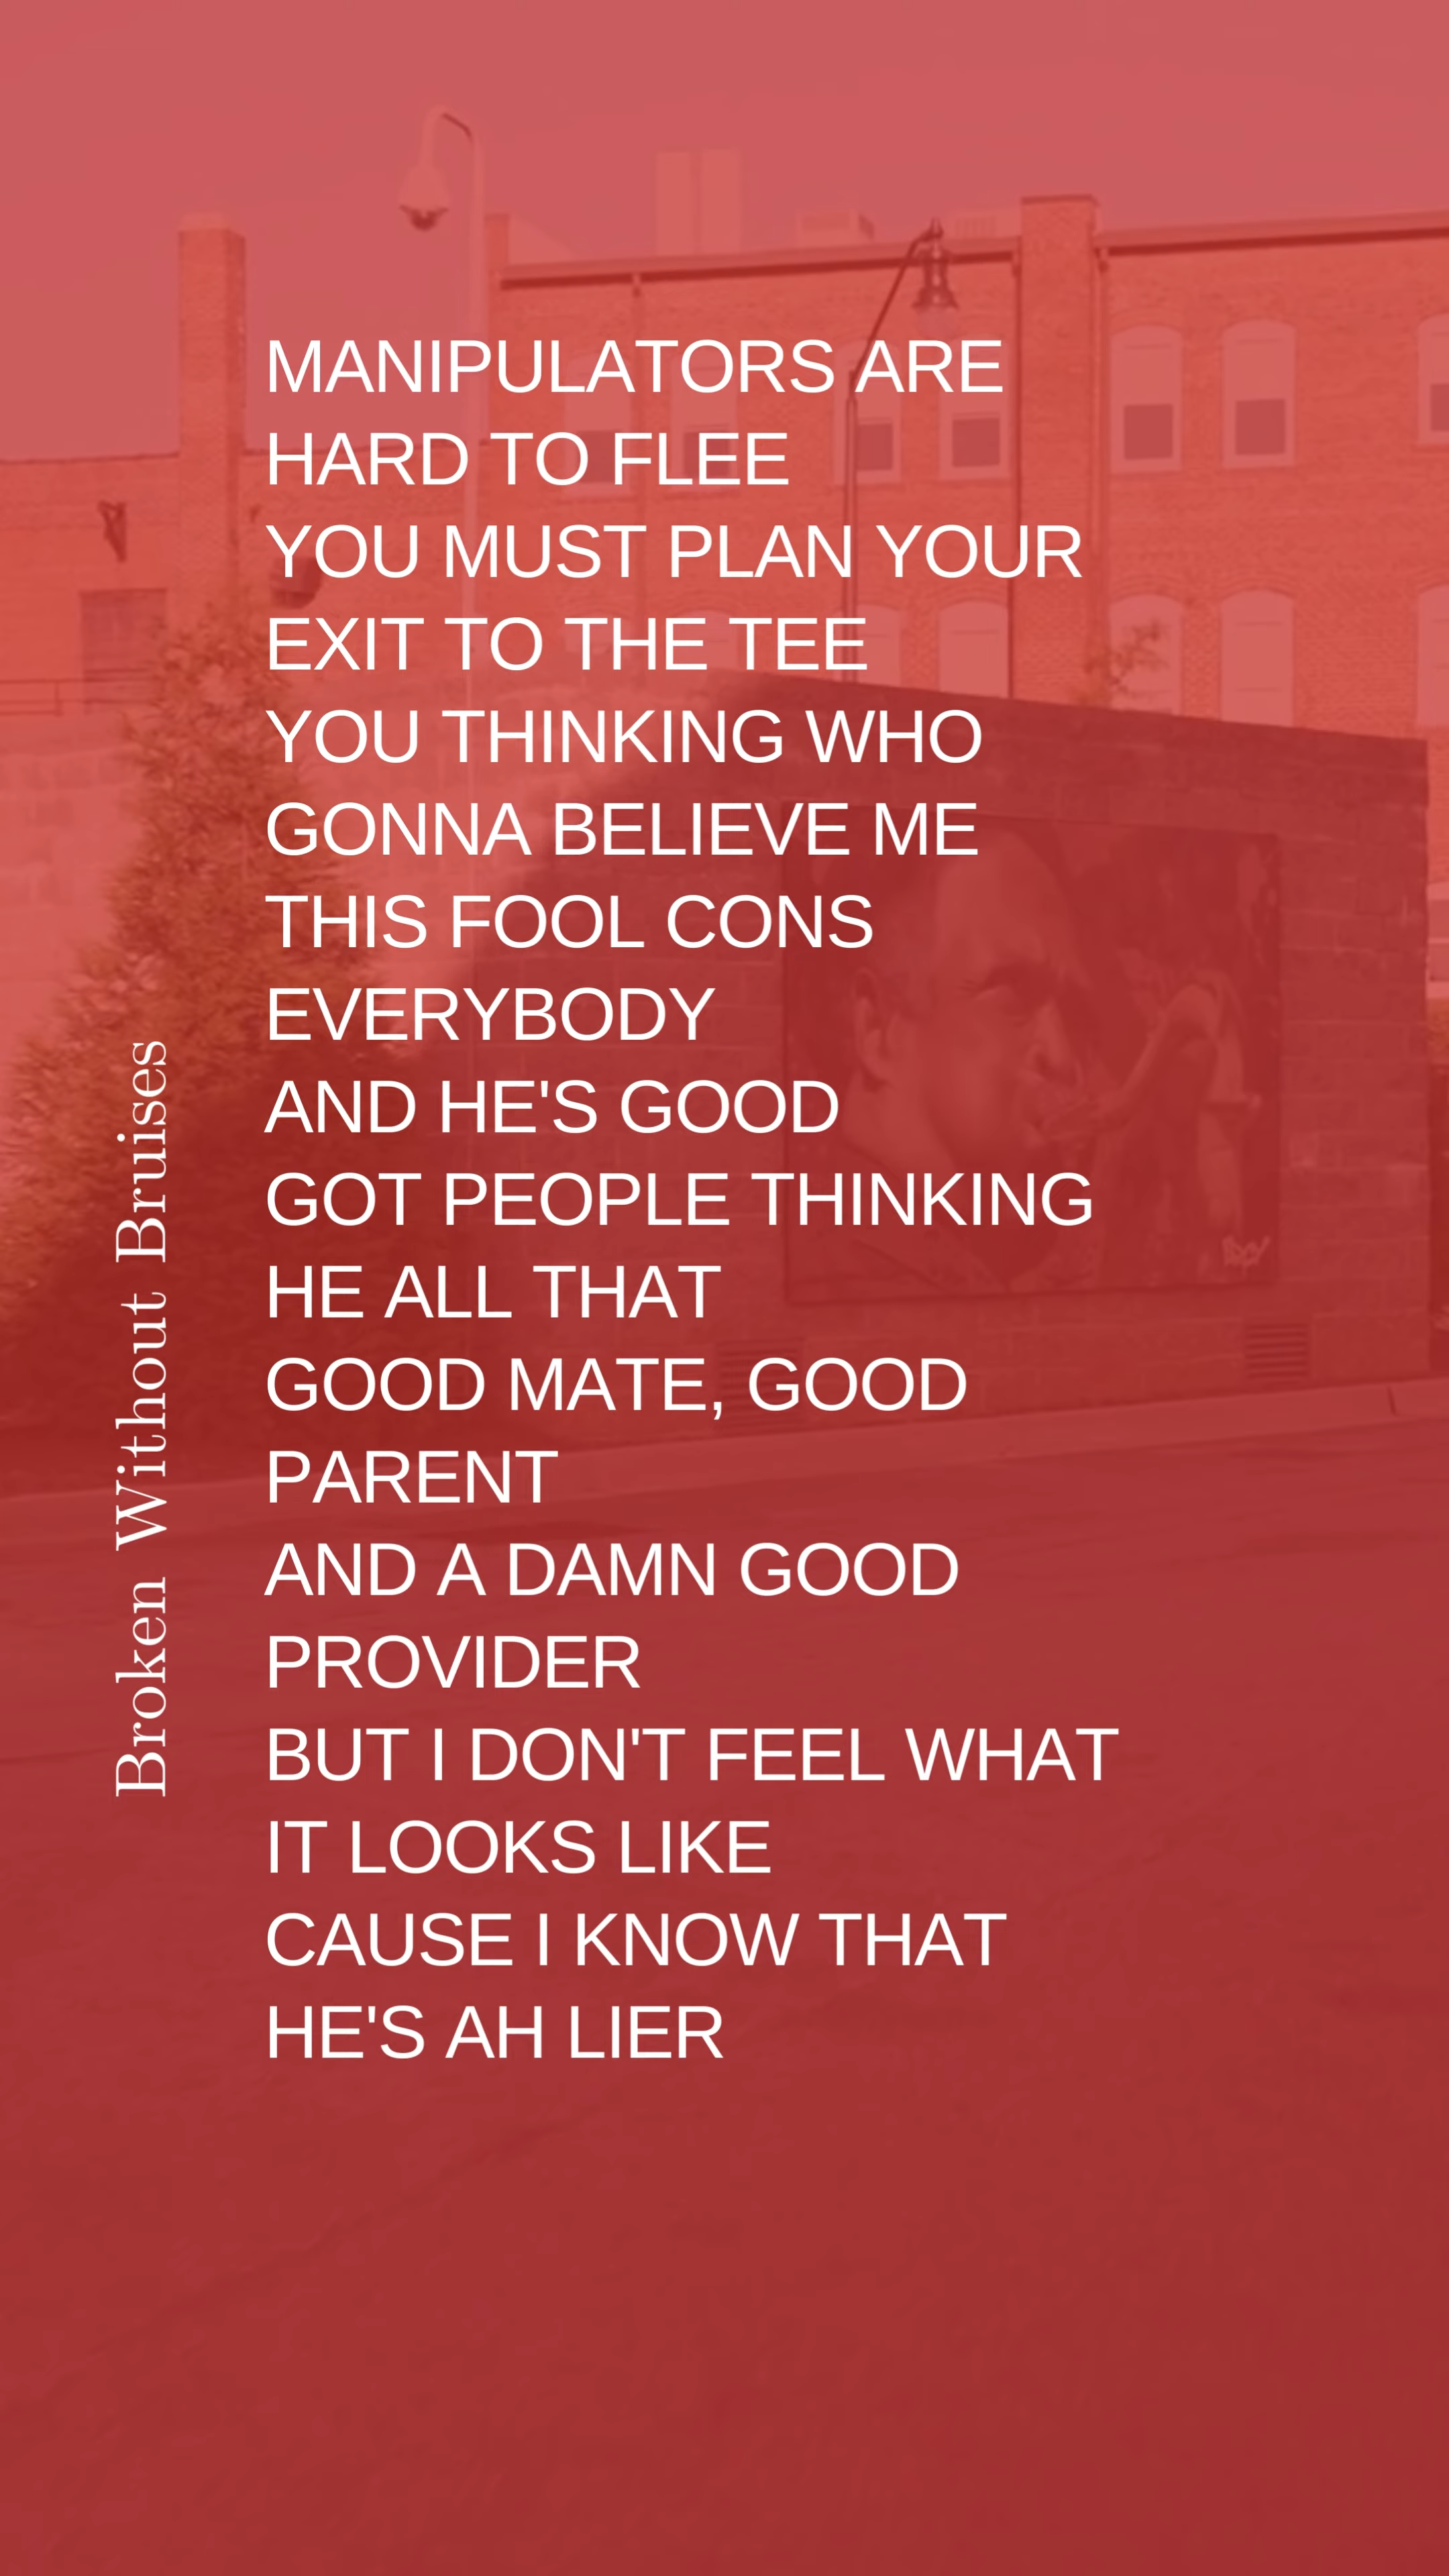 MANIPULATORS ARE
HARD TO FLEE
YOU MUST PLAN YOUR
EXIT TO THE TEE
YOU THINKING WHO
GONNA BELIEVE ME
THIS FOOL CONS
EVERYBODY
AND HE'S GOOD
GOT PEOPLE THINKING
HE ALL THAT
GOOD MATE, GOOD
PARENT
AND A DAMN GOOD
PROVIDER
BUT I DON'T FEEL WHAT
IT LOOKS LIKE
CAUSE I KNOW THAT
HE'S AH LIER
Broken Without Bruises